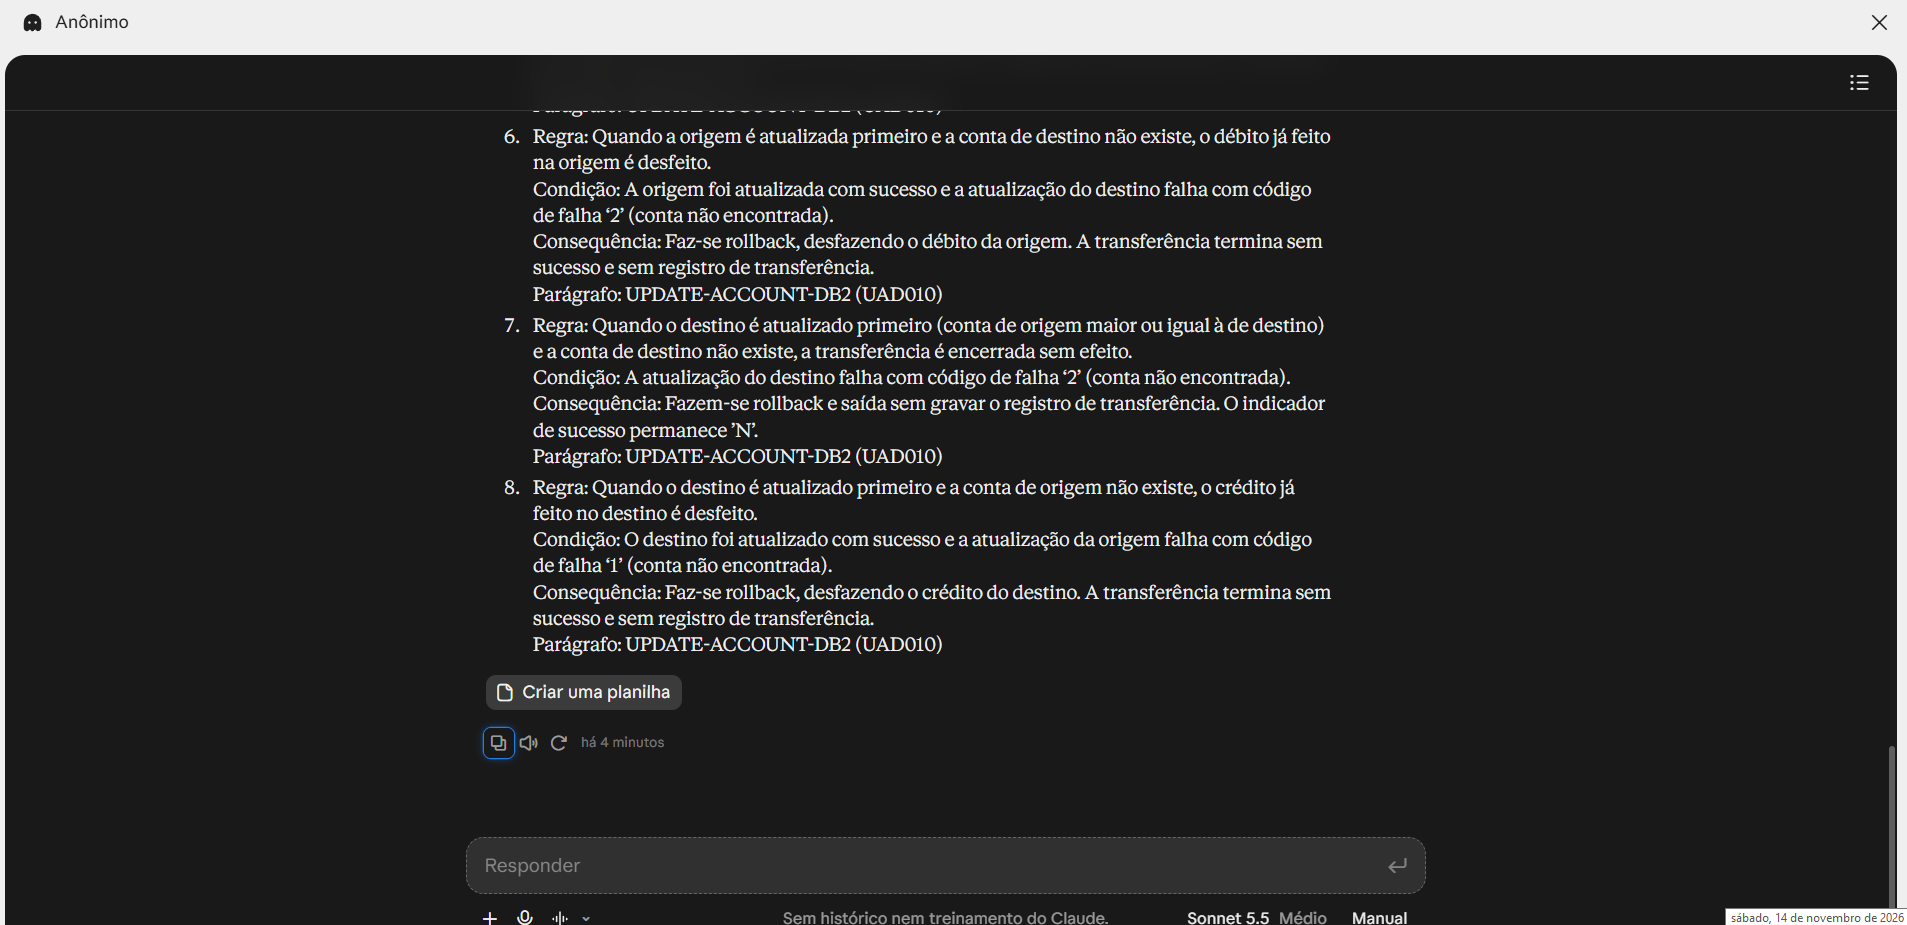 Anônimo
6. Regra: Quando a origem é atualizada primeiro e a conta de destino não existe, o débito já feito
na origem é desfeito.
Condição: A origem foi atualizada com sucesso e a atualização do destino falha com código
de falha ‘2’ (conta não encontrada).
Consequência: Faz-se rollback, desfazendo o débito da origem. A transferência termina sem
sucesso e sem registro de transferência.
Parágrafo: UPDATE-ACCOUNT-DB2 (UAD010)
7. Regra: Quando o destino é atualizado primeiro (conta de origem maior ou igual à de destino)
e a conta de destino não existe, a transferência é encerrada sem efeito.
Condição: A atualização do destino falha com código de falha ‘2’ (conta não encontrada).
Consequência: Fazem-se rollback e saída sem gravar o registro de transferência. O indicador
de sucesso permanece ’N’.
Parágrafo: UPDATE-ACCOUNT-DB2 (UAD010)
8. Regra: Quando o destino é atualizado primeiro e a conta de origem não existe, o crédito já
feito no destino é desfeito.
Condição: O destino foi atualizado com sucesso e a atualização da origem falha com código
de falha ‘1’ (conta não encontrada).
Consequência: Faz-se rollback, desfazendo o crédito do destino. A transferência termina sem
sucesso e sem registro de transferência.
Parágrafo: UPDATE-ACCOUNT-DB2 (UAD010)
Criar uma planilha
há 4 minutos
Responder
Sem histórico nem treinamento do Claude. Sonnet 5.5 Médio Manual
sábado, 14 de novembro de 2026